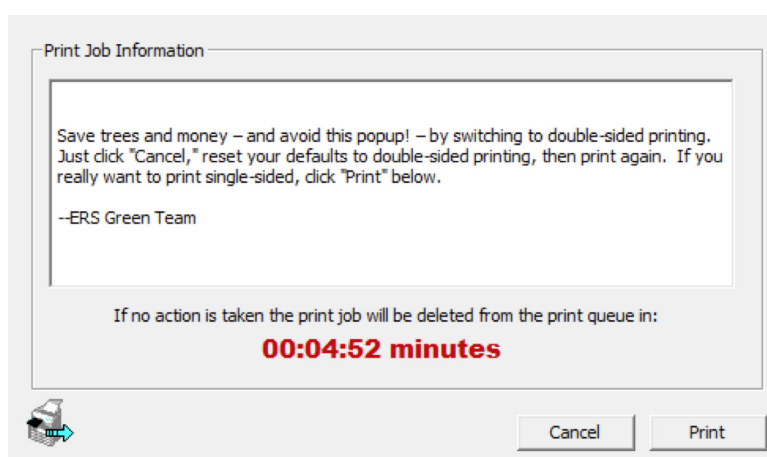 Print Job Information
Save trees and money – and avoid this popup! – by switching to double-sided printing.
Just click "Cancel," reset your defaults to double-sided printing, then print again.  If you
really want to print single-sided, click "Print" below.
--ERS Green Team
If no action is taken the print job will be deleted from the print queue in:
00:04:52 minutes
Cancel
Print